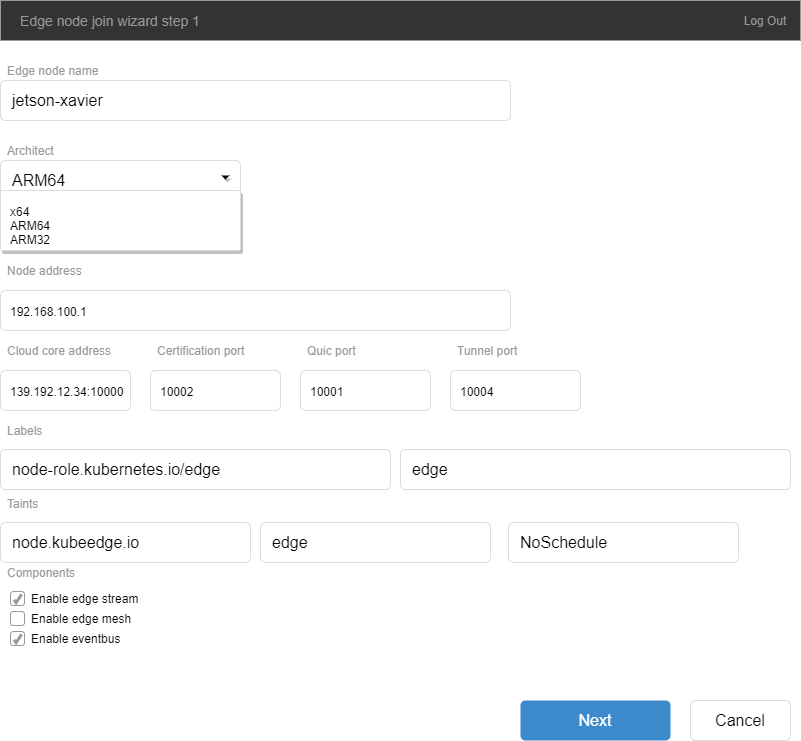 Edge node join wizard step 1 Log Out
Edge node name
jetson-xavier
Architect
ARM64
x64
ARM64
ARM32
Node address
192.168.100.1
Cloud core address Certification port Quic port Tunnel port
139.192.12.34:10000 10002 10001 10004
Labels
node-role.kubernetes.io/edge edge
Taints
node.kubeedge.io edge NoSchedule
Components
Enable edge stream
Enable edge mesh
Enable eventbus
Next Cancel